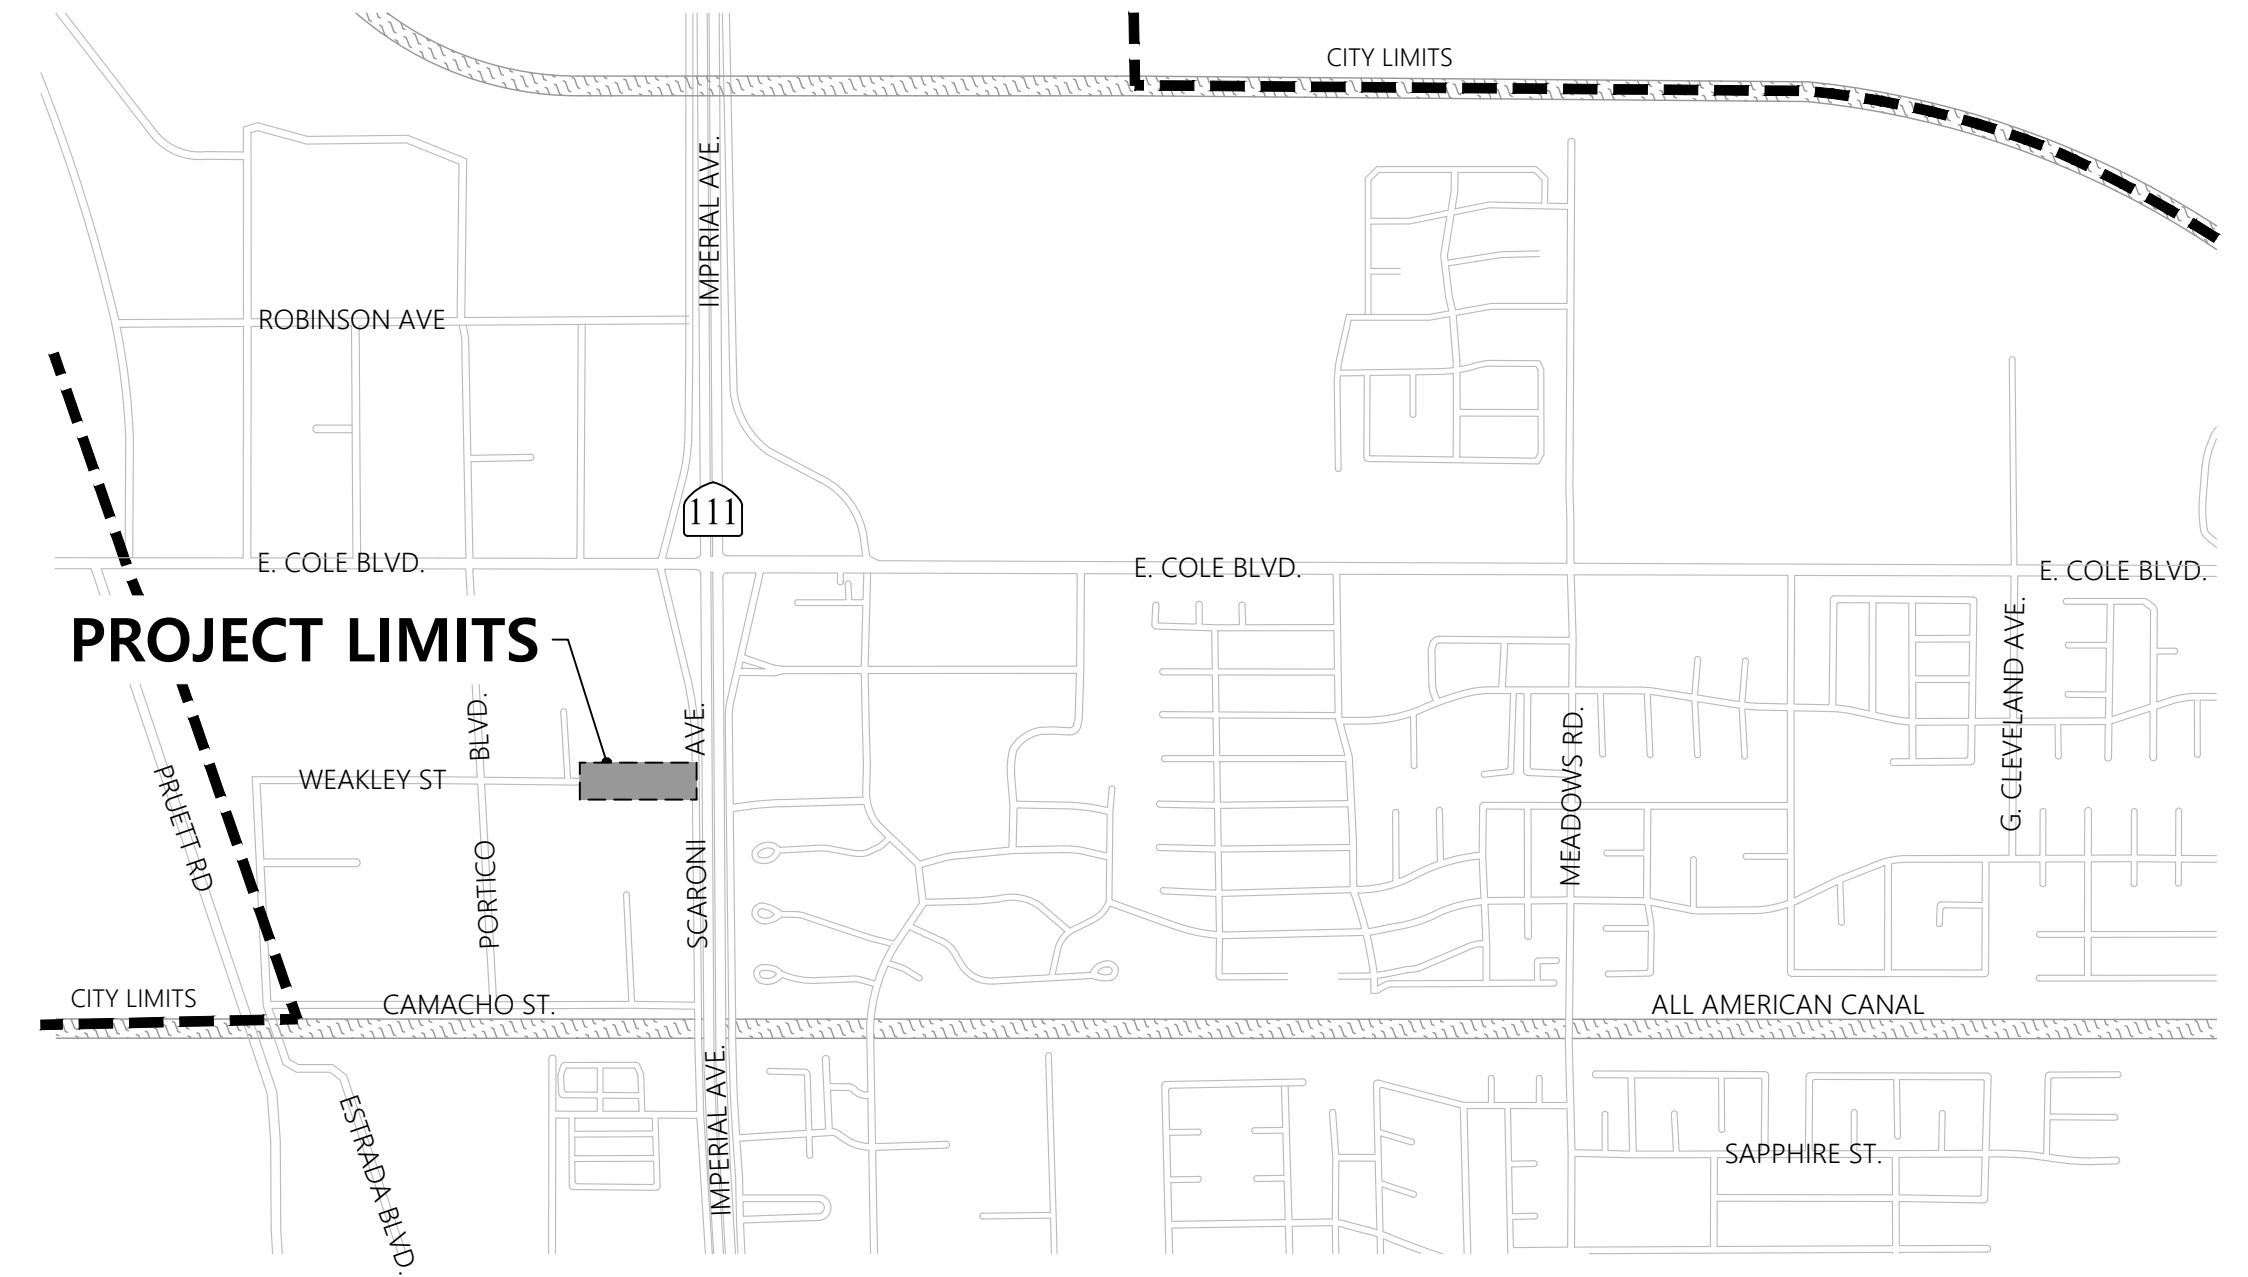 CITY LIMITS
IMPERIAL AVE.
ROBINSON AVE
111
E. COLE BLVD.
E. COLE BLVD.
E. COLE BLVD.
PROJECT LIMITS
G. CLEVELAND AVE.
PORTICO BLVD.
SCARONI AVE.
MEADOWS RD.
WEAKLEY ST
PRUETT RD
CITY LIMITS
CAMACHO ST.
ALL AMERICAN CANAL
IMPERIAL AVE.
ESTRADA BLVD.
SAPPHIRE ST.